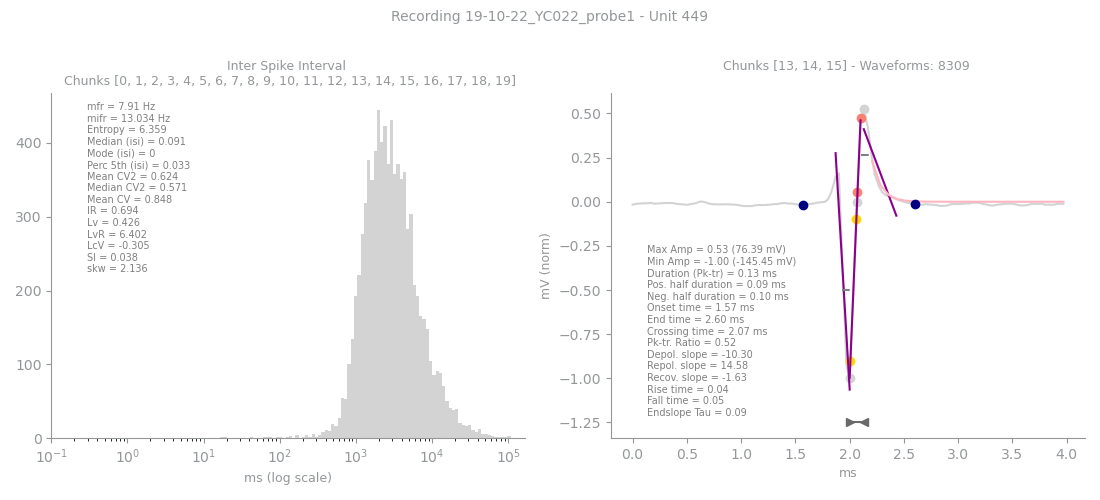 Recording 19-10-22_YC022_probe1 - Unit 449
Inter Spike Interval
Chunks [0, 1, 2, 3, 4, 5, 6, 7, 8, 9, 10, 11, 12, 13, 14, 15, 16, 17, 18, 19]
mfr = 7.91 Hz
mifr = 13.034 Hz
Entropy = 6.359
Median (isi) = 0.091
Mode (isi) = 0
Perc 5th (isi) = 0.033
Mean CV2 = 0.624
Median CV2 = 0.571
Mean CV = 0.848
IR = 0.694
Lv = 0.426
LvR = 6.402
LcV = -0.305
SI = 0.038
skw = 2.136
400
300
200
100
0
10⁻¹ 10⁰ 10¹ 10² 10³ 10⁴ 10⁵
ms (log scale)
Chunks [13, 14, 15] - Waveforms: 8309
mV (norm)
0.50
0.25
0.00
−0.25
−0.50
−0.75
−1.00
−1.25
Max Amp = 0.53 (76.39 mV)
Min Amp = -1.00 (-145.45 mV)
Duration (Pk-tr) = 0.13 ms
Pos. half duration = 0.09 ms
Neg. half duration = 0.10 ms
Onset time = 1.57 ms
End time = 2.60 ms
Crossing time = 2.07 ms
Pk-tr. Ratio = 0.52
Depol. slope = -10.30
Repol. slope = 14.58
Recov. slope = -1.63
Rise time = 0.04
Fall time = 0.05
Endslope Tau = 0.09
0.0 0.5 1.0 1.5 2.0 2.5 3.0 3.5 4.0
ms